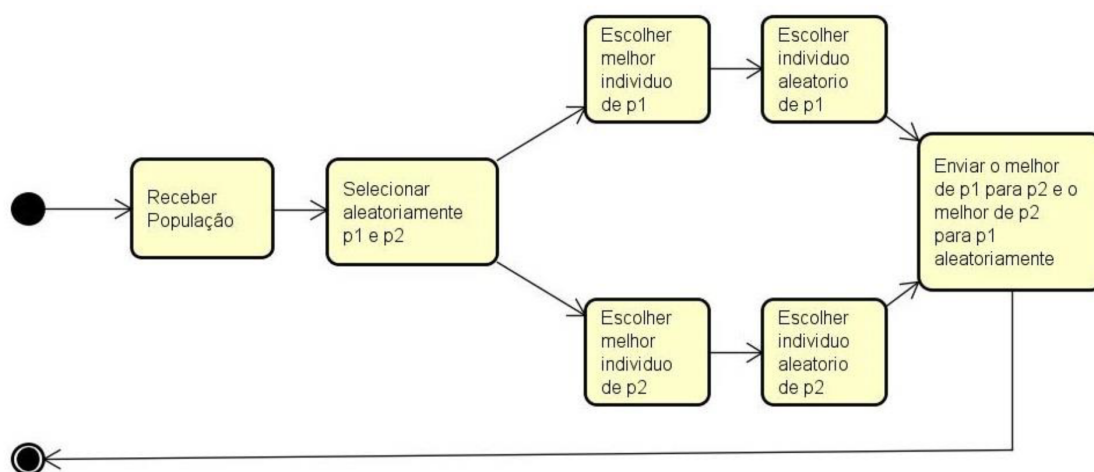 Receber
População
Selecionar
aleatoriamente
p1 e p2
Escolher
melhor
individuo
de p1
Escolher
individuo
aleatorio
de p1
Escolher
melhor
individuo
de p2
Escolher
individuo
aleatorio
de p2
Enviar o melhor
de p1 para p2 e o
melhor de p2
para p1
aleatoriamente